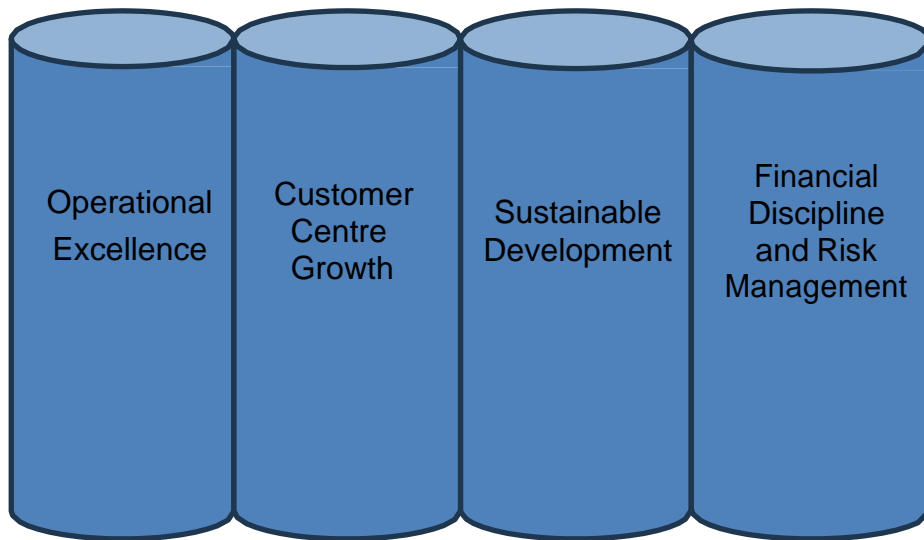 Operational
Excellence
Customer
Centre
Growth
Sustainable
Development
Financial
Discipline
and Risk
Management